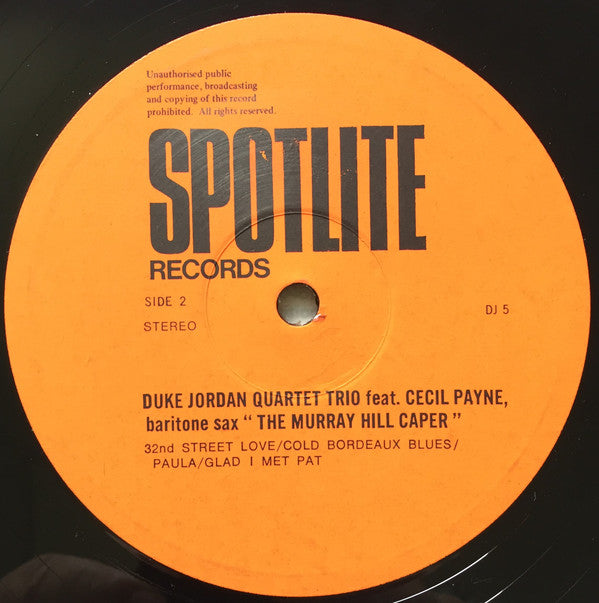 Unauthorised public
performance, broadcasting
and copying of this record
prohibited. All rights reserved.
SPOTLITE
RECORDS
SIDE 2
STEREO
DJ 5
DUKE JORDAN QUARTET TRIO feat. CECIL PAYNE,
baritone sax “ THE MURRAY HILL CAPER ”
32nd STREET LOVE/COLD BORDEAUX BLUES/
PAULA/GLAD I MET PAT